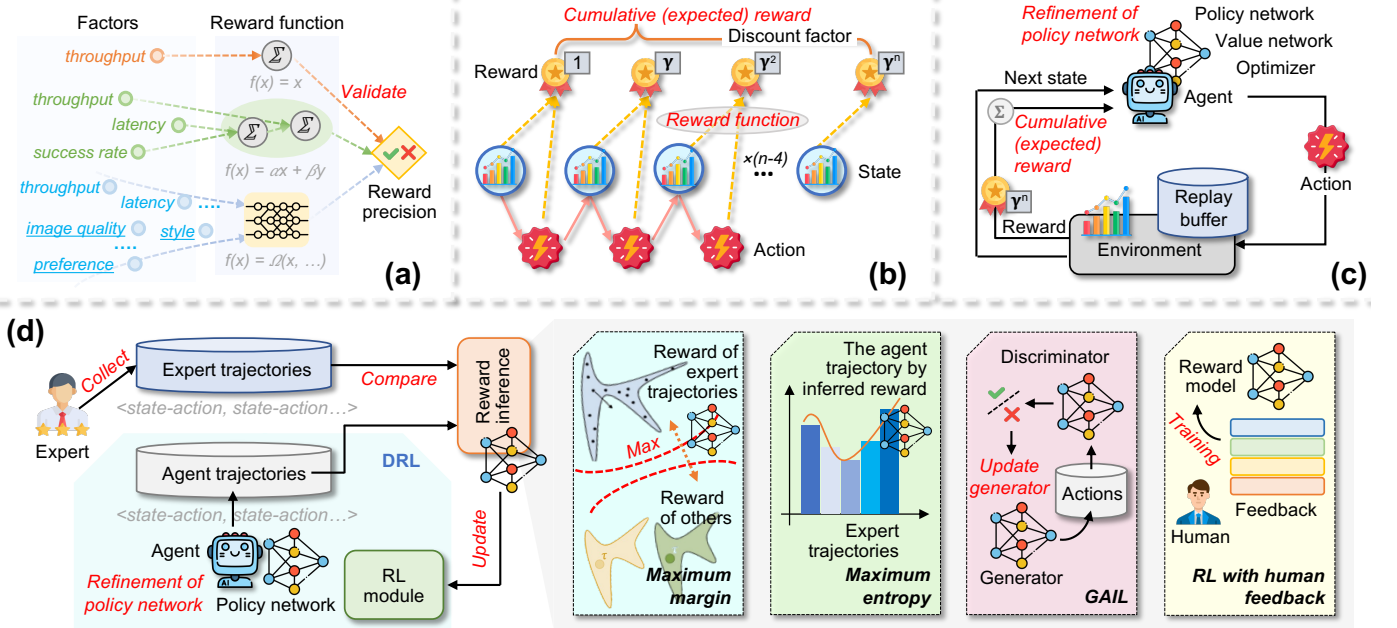 Factors
Reward function
throughput
Σ
f(x) = x
Validate
throughput
latency
success rate
Σ
Σ
f(x) = αx + βy
throughput
latency
....
image quality
style
....
preference
f(x) = Ω(x, …)
Reward
precision
(a)
Cumulative (expected) reward
Discount factor
Reward
1
γ
γ²
γⁿ
Reward function
×(n-4)
...
State
Action
(b)
Refinement of
policy network
Policy network
Value network
Optimizer
Next state
AI
Agent
Σ
Cumulative
(expected)
reward
Action
γⁿ
Reward
Replay
buffer
Environment
(c)
(d)
Collect
Expert trajectories
Compare
<state-action, state-action…>
Expert
Reward
inference
DRL
Agent trajectories
<state-action, state-action…>
Agent
AI
Refinement of
policy network
Policy network
Update
RL
module
Reward of
expert
trajectories
Max
Reward
of others
τ
Maximum
margin
The agent
trajectory by
inferred reward
Expert
trajectories
Maximum
entropy
Discriminator
Update
generator
Actions
Generator
GAIL
Reward
model
Training
Human
Feedback
RL with human
feedback